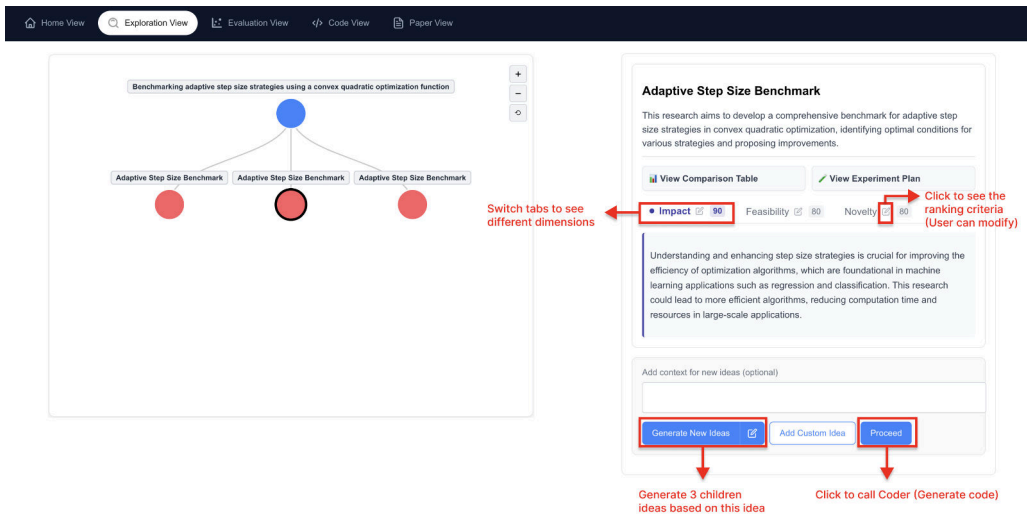 Home View
Exploration View
Evaluation View
</> Code View
Paper View
Benchmarking adaptive step size strategies using a convex quadratic optimization function
Adaptive Step Size Benchmark
Adaptive Step Size Benchmark
Adaptive Step Size Benchmark
+
−
Adaptive Step Size Benchmark
This research aims to develop a comprehensive benchmark for adaptive step
size strategies in convex quadratic optimization, identifying optimal conditions for
various strategies and proposing improvements.
View Comparison Table
View Experiment Plan
Switch tabs to see
different dimensions
• Impact 90
Feasibility 80
Novelty 80
Click to see the
ranking criteria
(User can modify)
Understanding and enhancing step size strategies is crucial for improving the
efficiency of optimization algorithms, which are foundational in machine
learning applications such as regression and classification. This research
could lead to more efficient algorithms, reducing computation time and
resources in large-scale applications.
Add context for new ideas (optional)
Generate New Ideas
Add Custom Idea
Proceed
Generate 3 children
ideas based on this idea
Click to call Coder (Generate code)